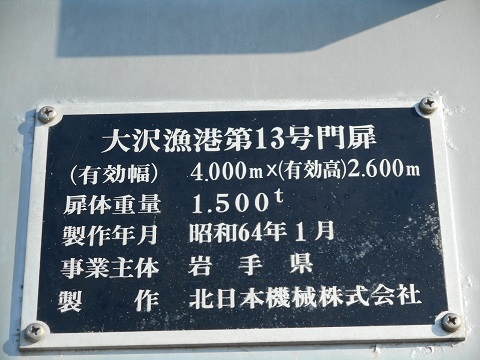 大沢漁港第13号門扉
(有効幅) 4.000m×(有効高)2.600m
扉体重量 1.500t
製作年月 昭和64年1月
事業主体 岩手県
製作 北日本機械株式会社